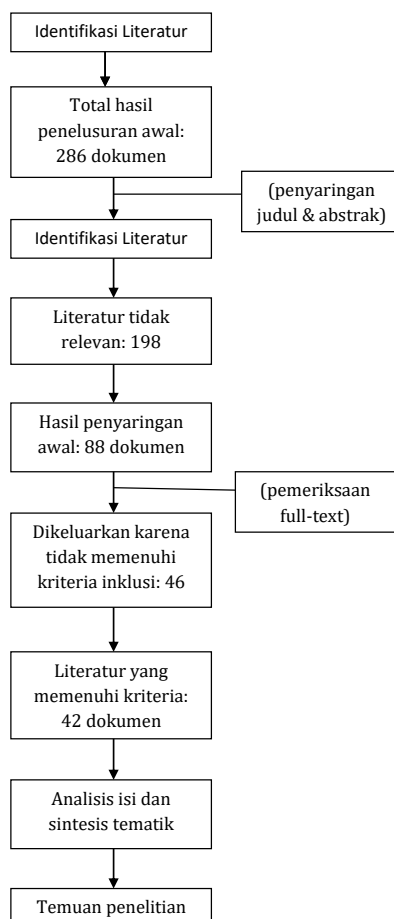 Identifikasi Literatur
Total hasil
penelusuran awal:
286 dokumen
(penyaringan
judul & abstrak)
Identifikasi Literatur
Literatur tidak
relevan: 198
Hasil penyaringan
awal: 88 dokumen
(pemeriksaan
full-text)
Dikeluarkan karena
tidak memenuhi
kriteria inklusi: 46
Literatur yang
memenuhi kriteria:
42 dokumen
Analisis isi dan
sintesis tematik
Temuan penelitian